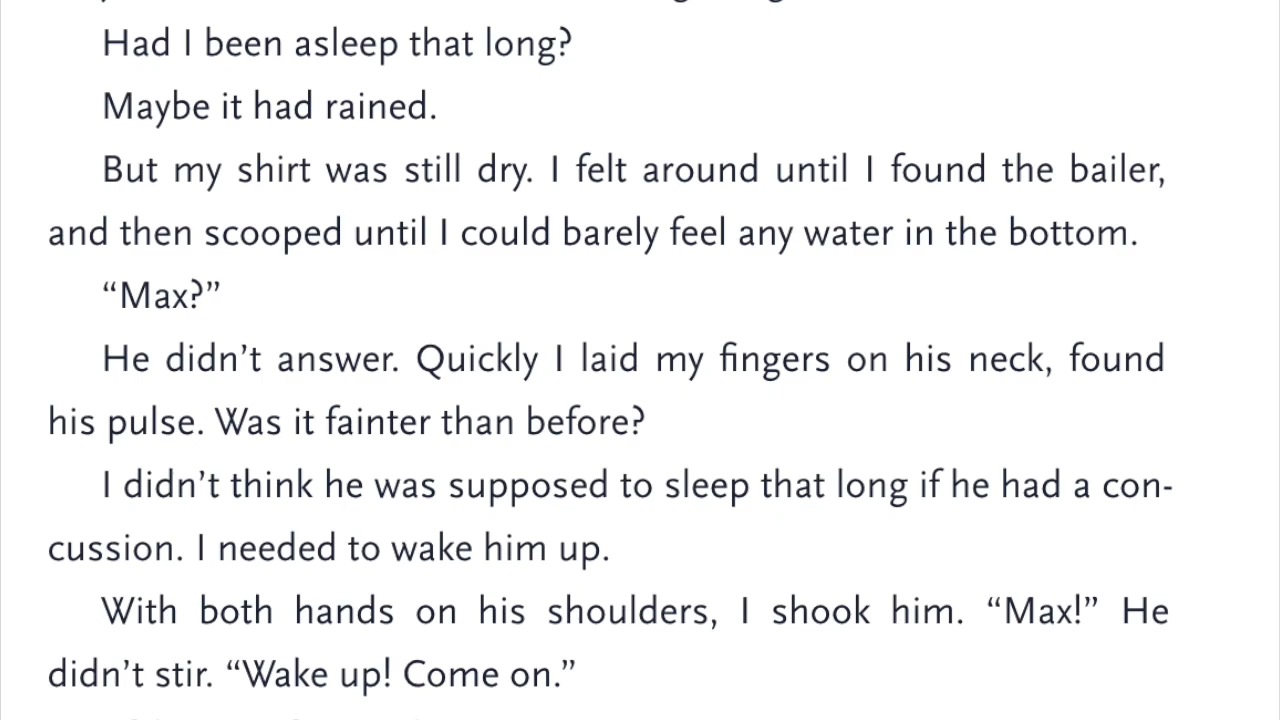 Had I been asleep that long?
Maybe it had rained.
But my shirt was still dry. I felt around until I found the bailer,
and then scooped until I could barely feel any water in the bottom.
“Max?”
He didn’t answer. Quickly I laid my fingers on his neck, found
his pulse. Was it fainter than before?
I didn’t think he was supposed to sleep that long if he had a con-
cussion. I needed to wake him up.
With both hands on his shoulders, I shook him. “Max!” He
didn’t stir. “Wake up! Come on.”